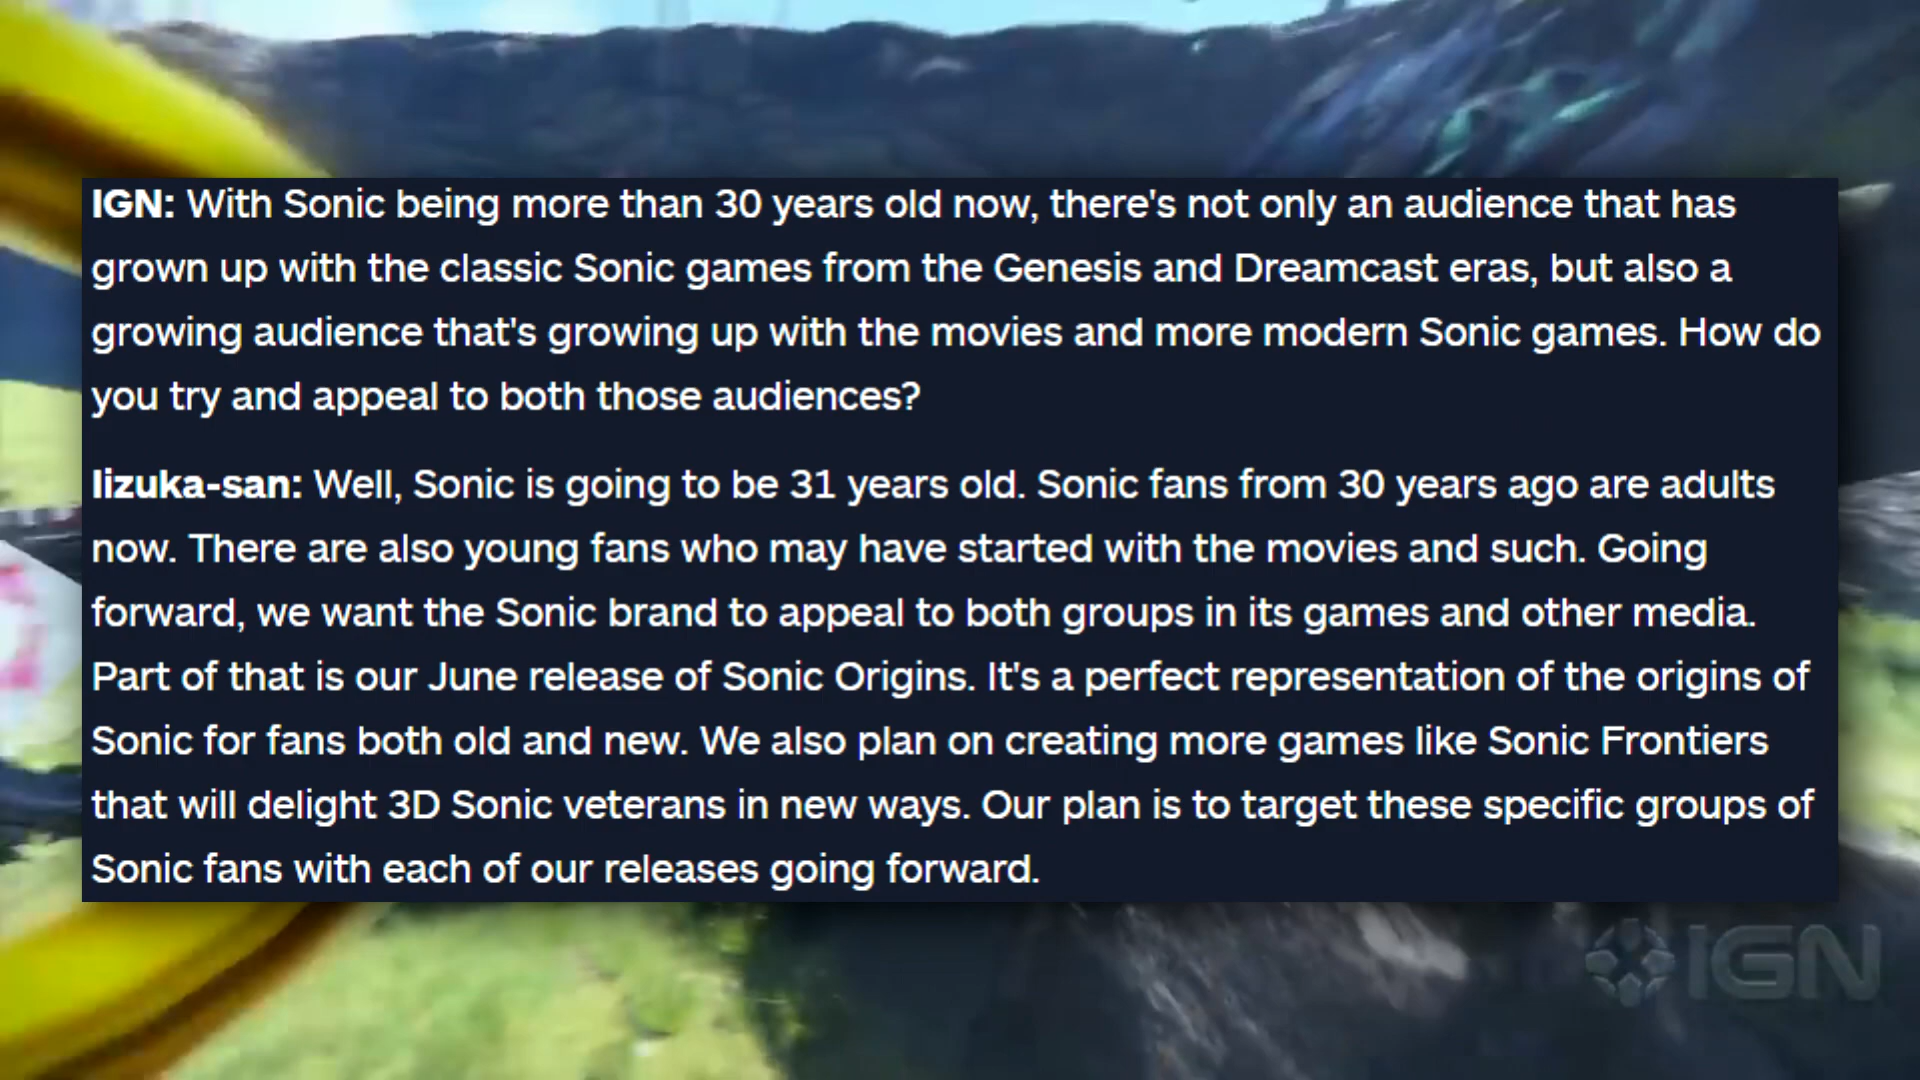 IGN: With Sonic being more than 30 years old now, there's not only an audience that has
grown up with the classic Sonic games from the Genesis and Dreamcast eras, but also a
growing audience that's growing up with the movies and more modern Sonic games. How do
you try and appeal to both those audiences?
Iizuka-san: Well, Sonic is going to be 31 years old. Sonic fans from 30 years ago are adults
now. There are also young fans who may have started with the movies and such. Going
forward, we want the Sonic brand to appeal to both groups in its games and other media.
Part of that is our June release of Sonic Origins. It's a perfect representation of the origins of
Sonic for fans both old and new. We also plan on creating more games like Sonic Frontiers
that will delight 3D Sonic veterans in new ways. Our plan is to target these specific groups of
Sonic fans with each of our releases going forward.
IGN